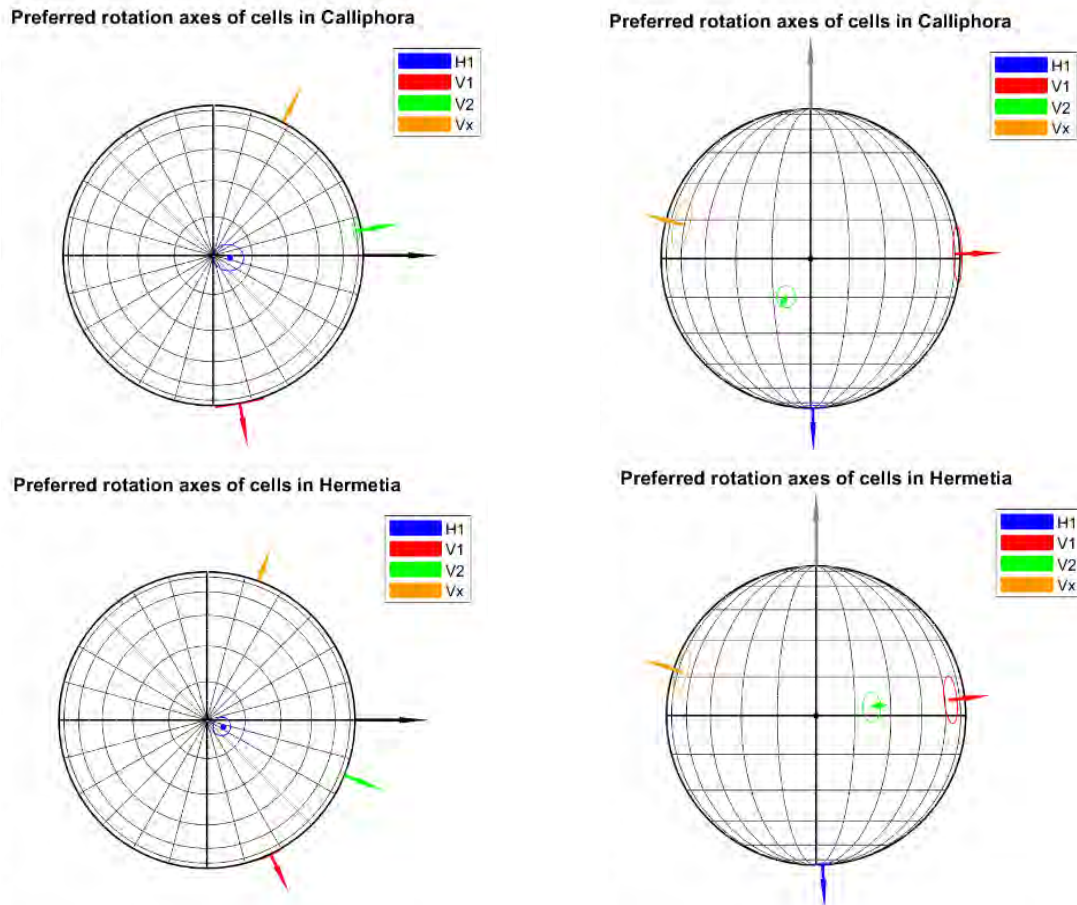 Preferred rotation axes of cells in Calliphora
H1
V1
V2
Vx
Preferred rotation axes of cells in Calliphora
H1
V1
V2
Vx
Preferred rotation axes of cells in Hermetia
H1
V1
V2
Vx
Preferred rotation axes of cells in Hermetia
H1
V1
V2
Vx